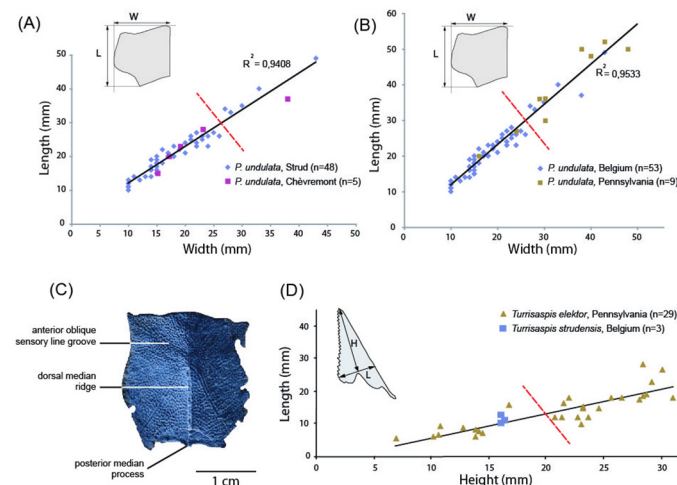 (A)
W
L
R² = 0,9408
Length (mm)
60
50
40
30
20
10
0
P. undulata, Strud (n=48)
P. undulata, Chèvremont (n=5)
10 15 20 25 30 35 40 45 50
Width (mm)
(B)
W
L
R² = 0,9533
Length (mm)
50
40
30
20
10
0
P. undulata, Belgium (n=53)
P. undulata, Pennsylvania (n=9)
0 10 20 30 40 50
Width (mm)
(C)
anterior oblique
sensory line groove
dorsal median
ridge
posterior median
process
1 cm
(D)
H
L
Turrisaspis elektor, Pennsylvania (n=29)
Turrisaspis strudensis, Belgium (n=3)
Length (mm)
50
40
30
20
10
0
0 5 10 15 20 25 30
Height (mm)